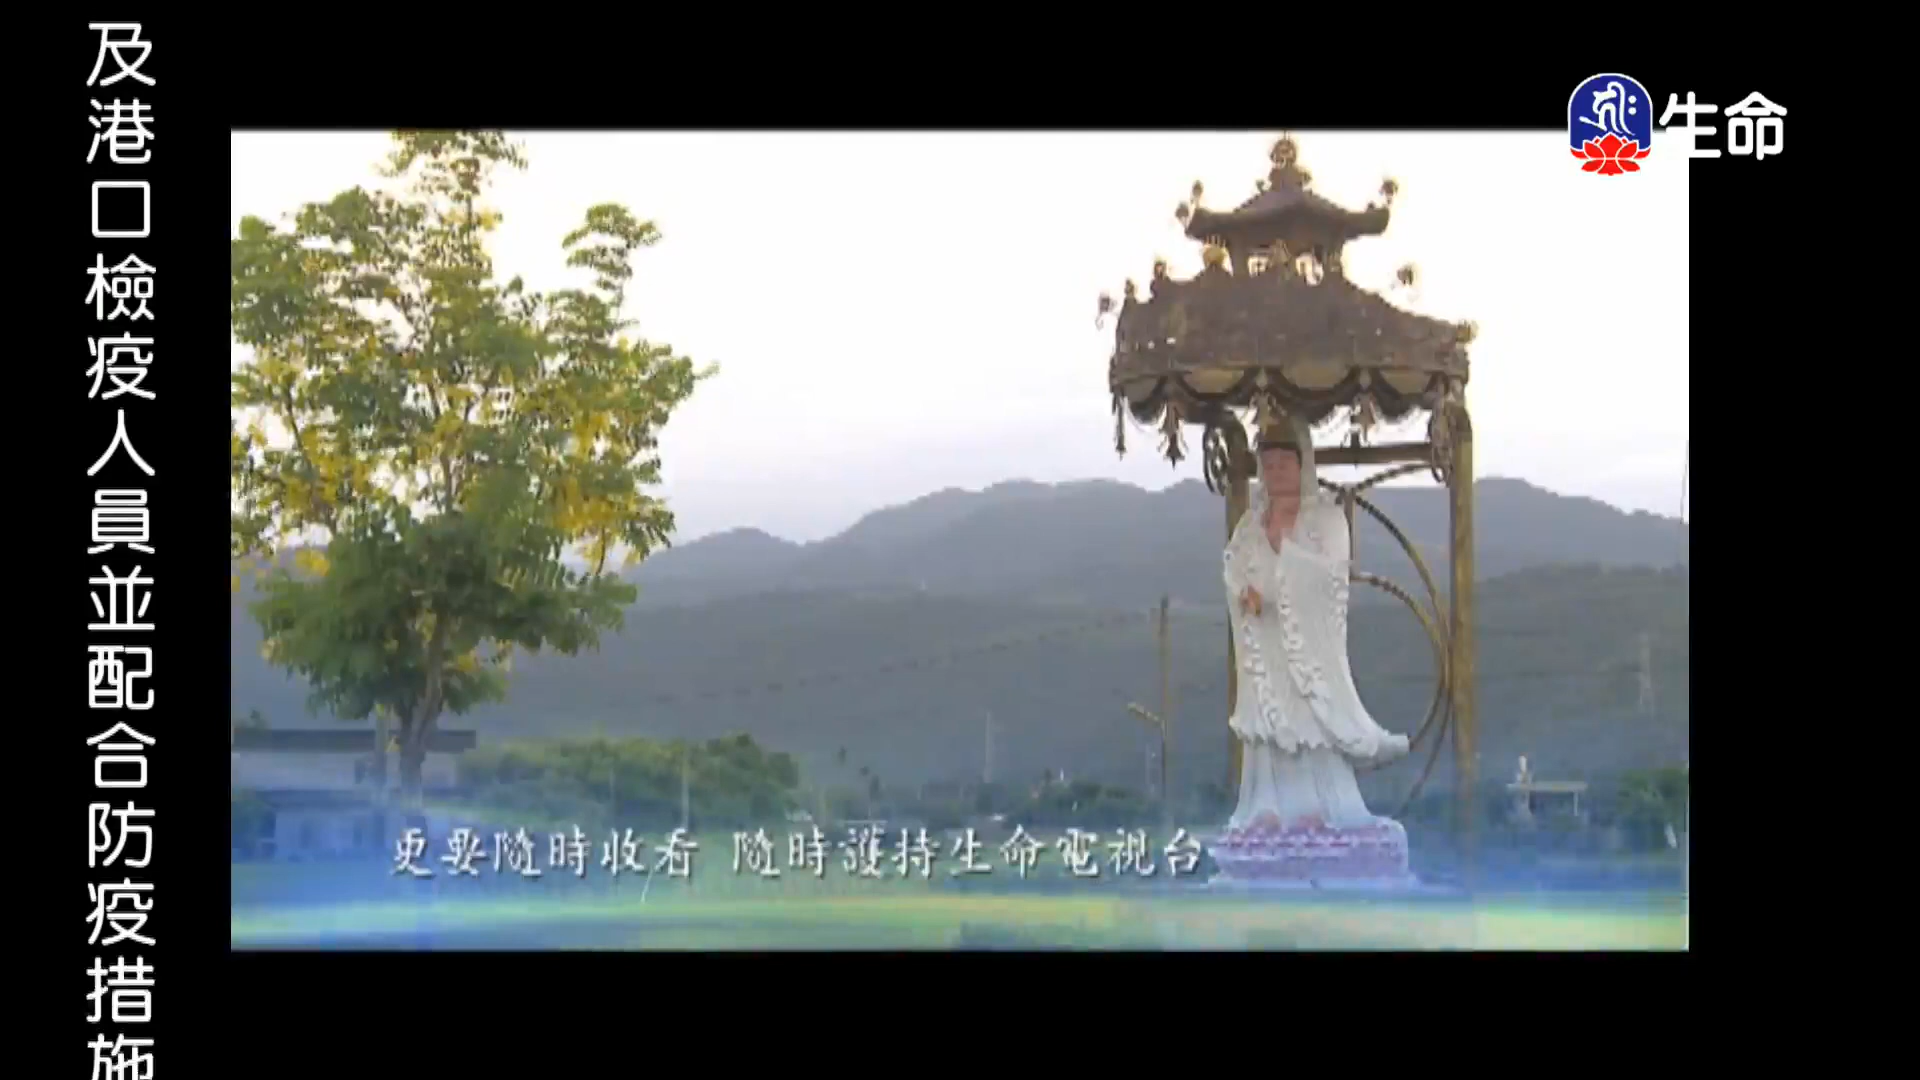 及港口檢疫人員並配合防疫措施
生命
更要隨時收看 隨時護持生命電視台